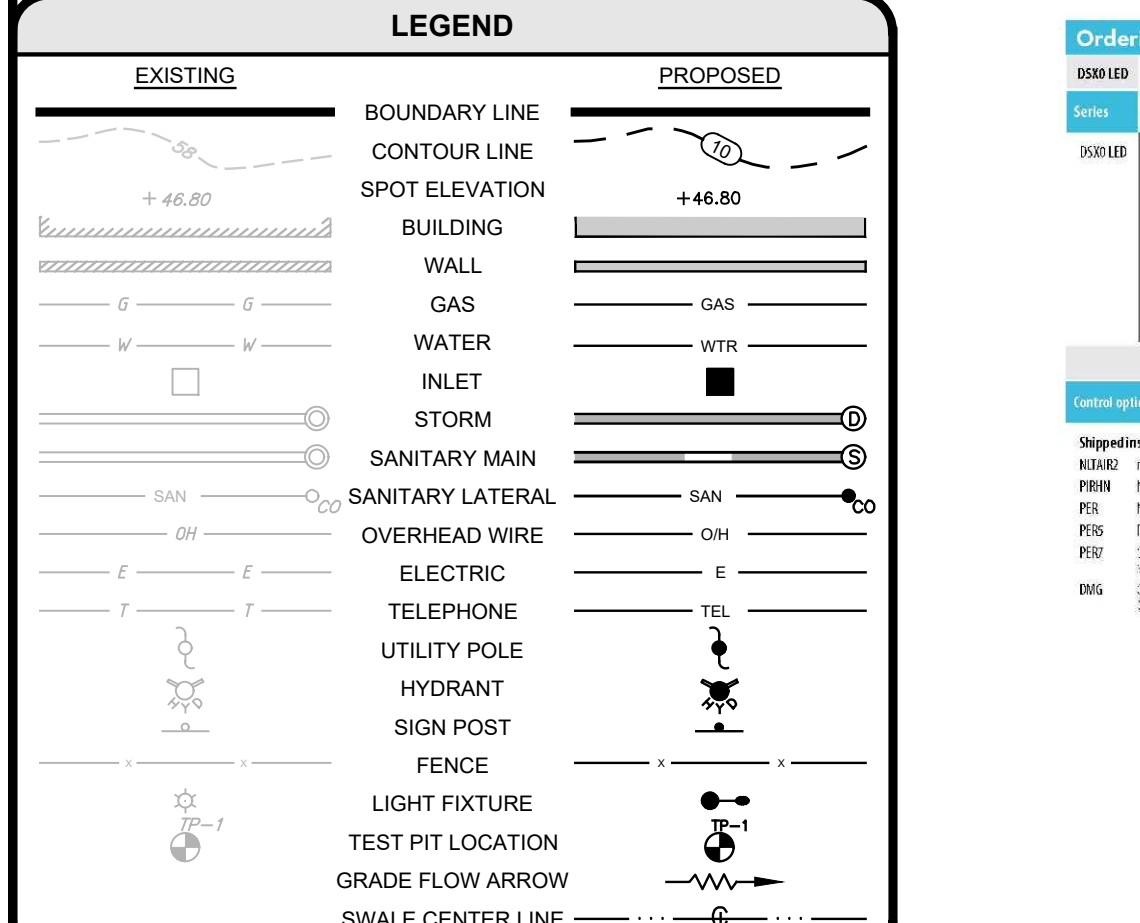 LEGEND
EXISTING PROPOSED
BOUNDARY LINE
58 CONTOUR LINE 10
+ 46.80 SPOT ELEVATION +46.80
BUILDING
WALL
G G GAS GAS
W W WATER WTR
INLET
STORM D
SANITARY MAIN S
SAN CO SANITARY LATERAL SAN CO
OH OVERHEAD WIRE O/H
E E ELECTRIC E
T T TELEPHONE TEL
UTILITY POLE
HYD HYDRANT HYD
SIGN POST
x x FENCE x x
LIGHT FIXTURE
TP-1 TEST PIT LOCATION TP-1
GRADE FLOW ARROW
SWALE CENTER LINE
DSX0 LED
Series
DSX0 LED
Control
Shipped
NLTAIR2
PIRHN
PER
PER5
PER7
DMG